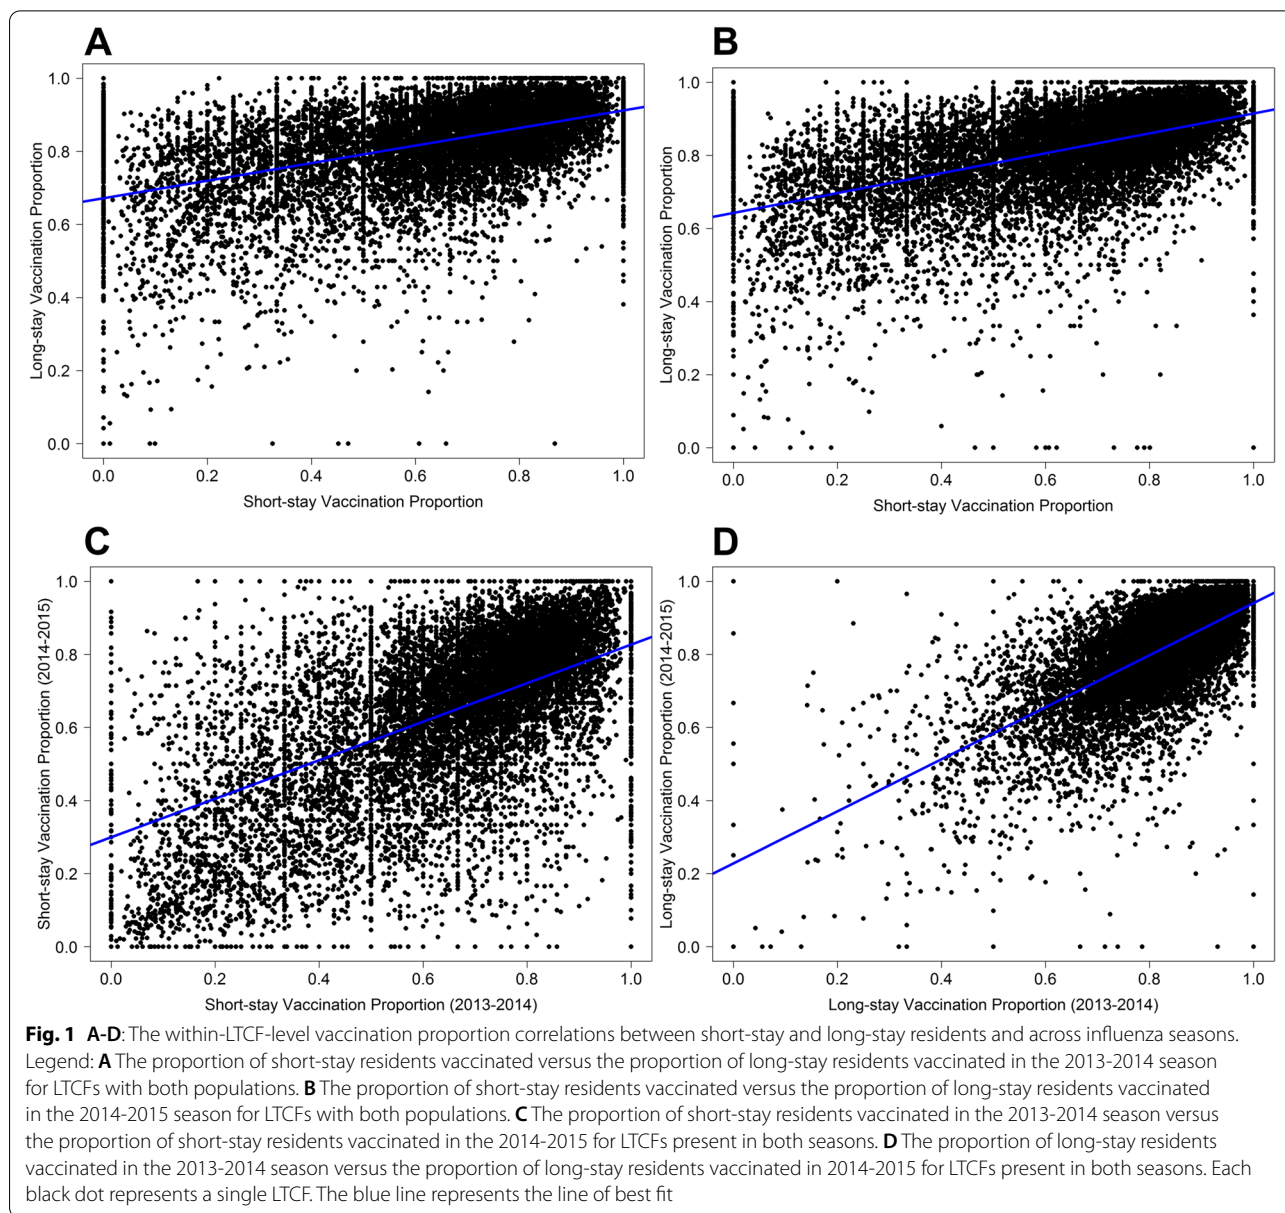 A
B
1.0
0.8
0.6
0.4
0.2
0.0
Long-stay Vaccination Proportion
0.0 0.2 0.4 0.6 0.8 1.0
Short-stay Vaccination Proportion
1.0
0.8
0.6
0.4
0.2
0.0
Long-stay Vaccination Proportion
0.0 0.2 0.4 0.6 0.8 1.0
Short-stay Vaccination Proportion
C
D
1.0
0.8
0.6
0.4
0.2
0.0
Short-stay Vaccination Proportion (2014-2015)
0.0 0.2 0.4 0.6 0.8 1.0
Short-stay Vaccination Proportion (2013-2014)
1.0
0.8
0.6
0.4
0.2
0.0
Long-stay Vaccination Proportion (2014-2015)
0.0 0.2 0.4 0.6 0.8 1.0
Long-stay Vaccination Proportion (2013-2014)
Fig. 1 A-D: The within-LTCF-level vaccination proportion correlations between short-stay and long-stay residents and across influenza seasons.
Legend: A The proportion of short-stay residents vaccinated versus the proportion of long-stay residents vaccinated in the 2013-2014 season
for LTCFs with both populations. B The proportion of short-stay residents vaccinated versus the proportion of long-stay residents vaccinated
in the 2014-2015 season for LTCFs with both populations. C The proportion of short-stay residents vaccinated in the 2013-2014 season versus
the proportion of short-stay residents vaccinated in the 2014-2015 for LTCFs present in both seasons. D The proportion of long-stay residents
vaccinated in the 2013-2014 season versus the proportion of long-stay residents vaccinated in 2014-2015 for LTCFs present in both seasons. Each
black dot represents a single LTCF. The blue line represents the line of best fit